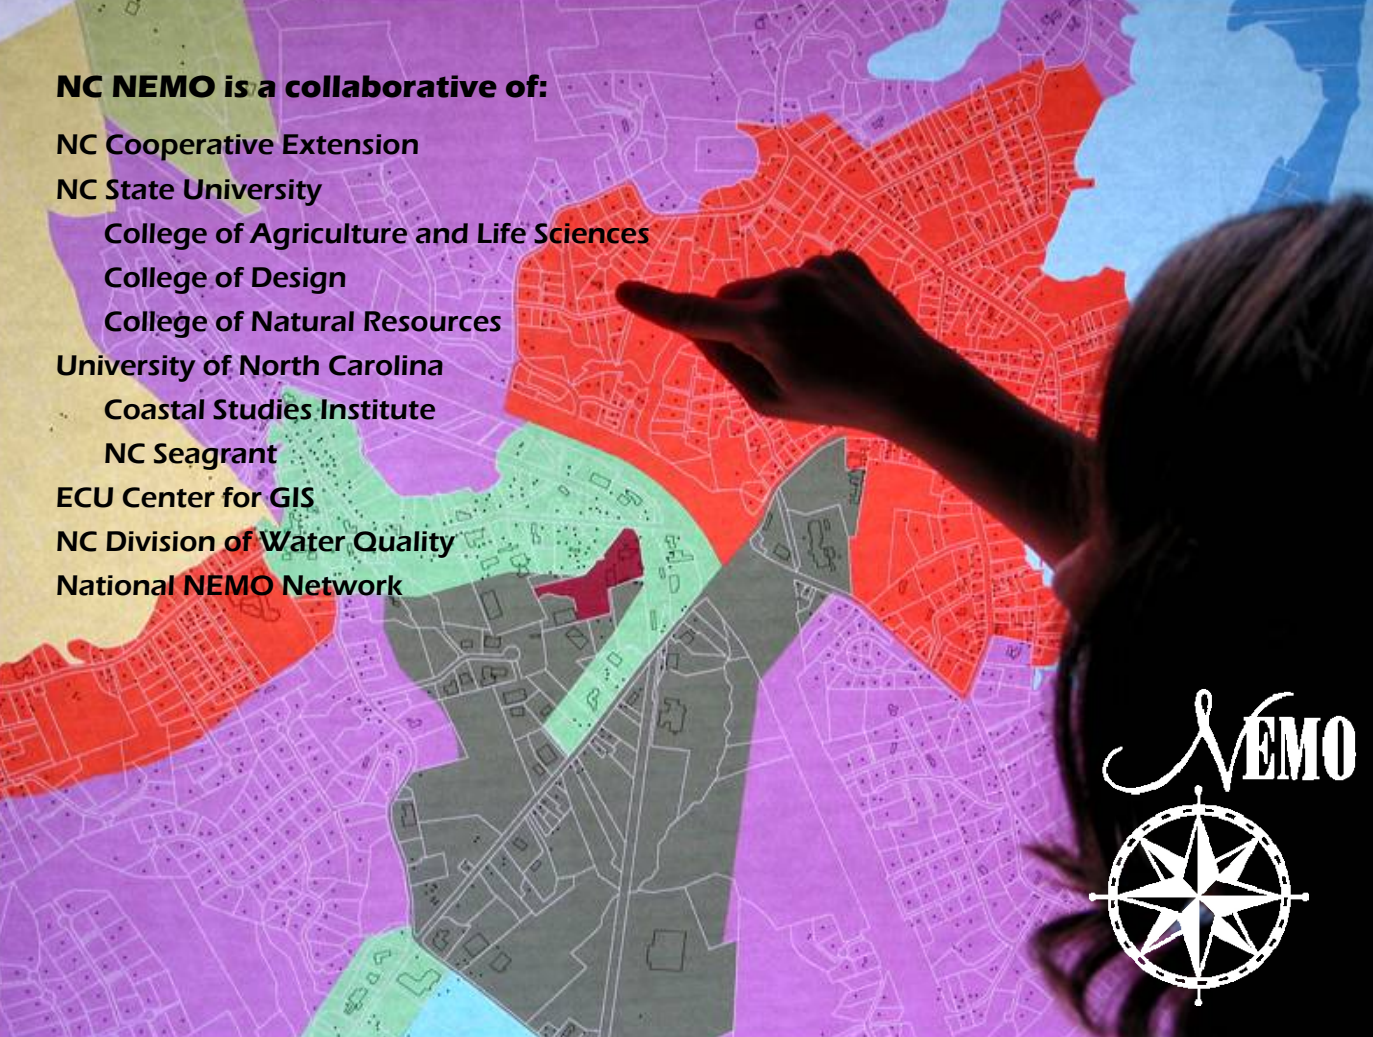 NC NEMO is a collaborative of:
NC Cooperative Extension
NC State University
College of Agriculture and Life Sciences
College of Design
College of Natural Resources
University of North Carolina
Coastal Studies Institute
NC Seagrant
ECU Center for GIS
NC Division of Water Quality
National NEMO Network
NEMO